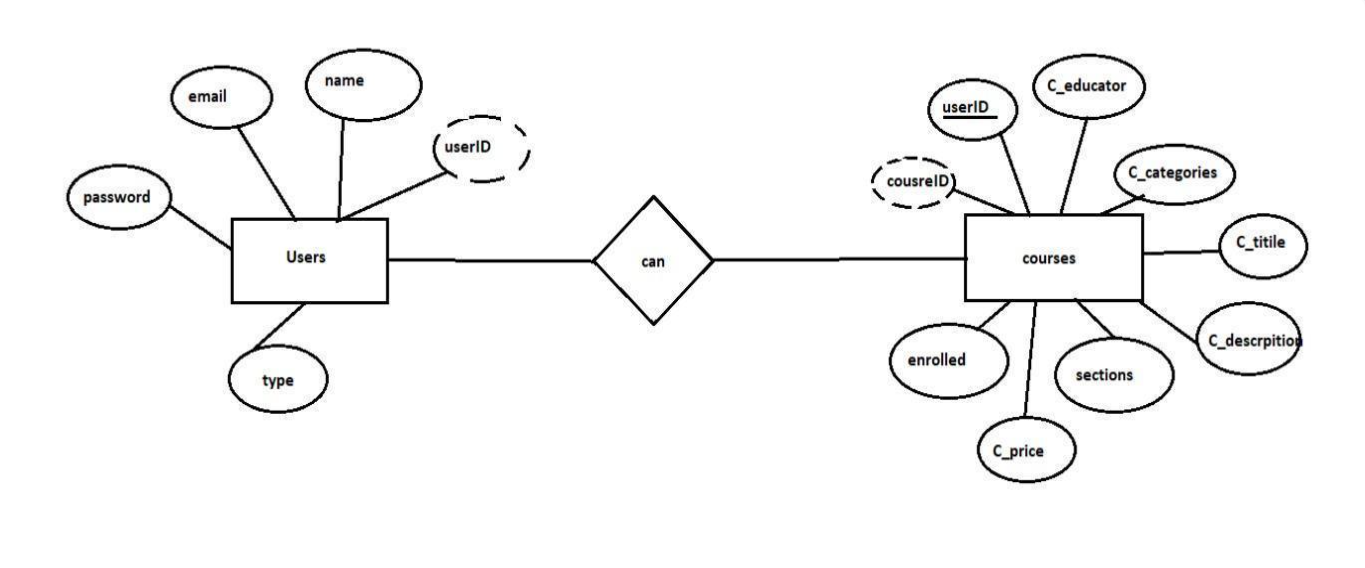 name
email
C_educator
userID
userID
C_categories
cousreID
password
C_titile
Users
can
courses
C_descrpition
enrolled
sections
type
C_price